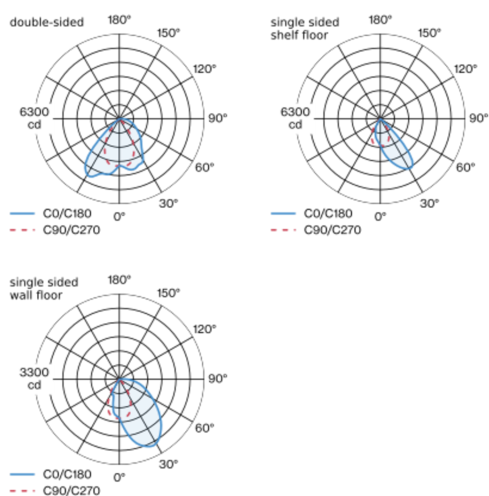 double-sided
180°
150°
120°
90°
60°
30°
0°
6300
cd
C0/C180
C90/C270
single sided
shelf floor
180°
150°
120°
90°
60°
30°
0°
6300
cd
C0/C180
C90/C270
single sided
wall floor
180°
150°
120°
90°
60°
30°
0°
3300
cd
C0/C180
C90/C270